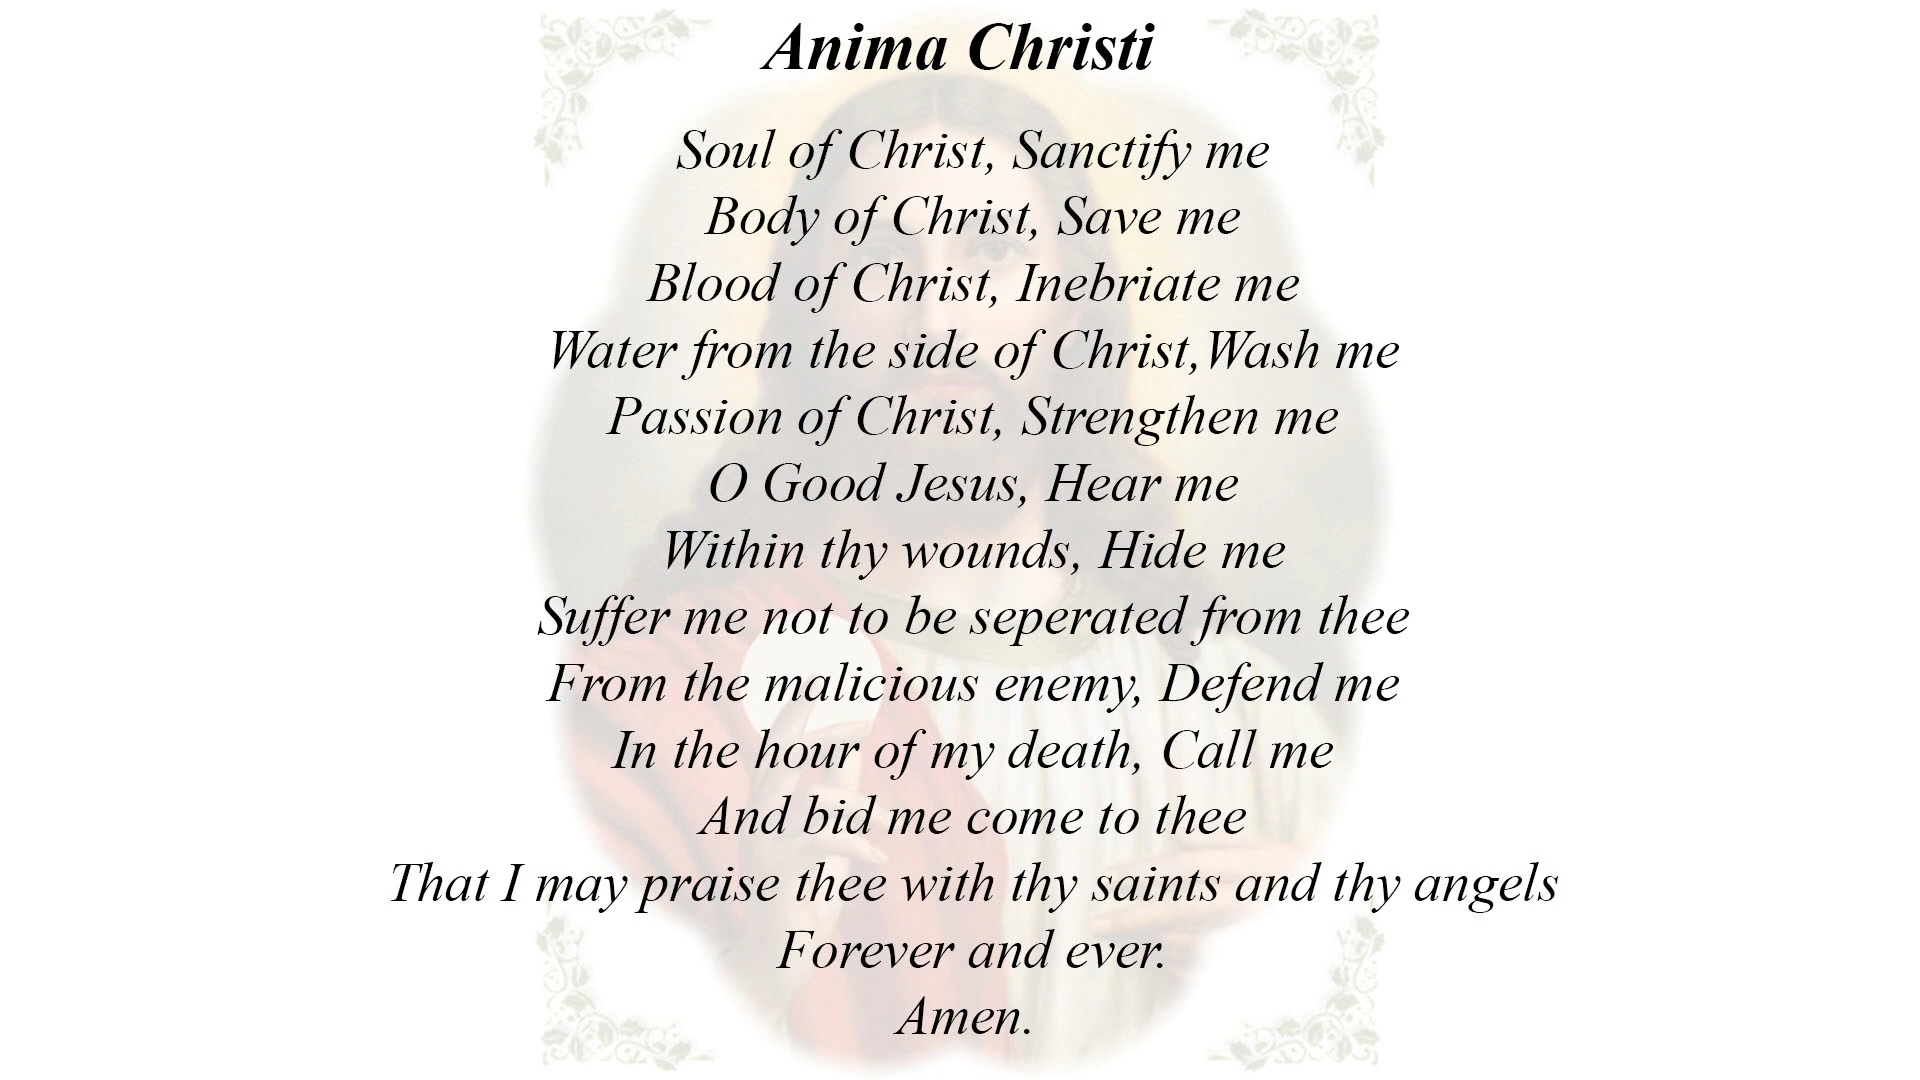 Anima Christi
Soul of Christ, Sanctify me
Body of Christ, Save me
Blood of Christ, Inebriate me
Water from the side of Christ,Wash me
Passion of Christ, Strengthen me
O Good Jesus, Hear me
Within thy wounds, Hide me
Suffer me not to be seperated from thee
From the malicious enemy, Defend me
In the hour of my death, Call me
And bid me come to thee
That I may praise thee with thy saints and thy angels
Forever and ever.
Amen.